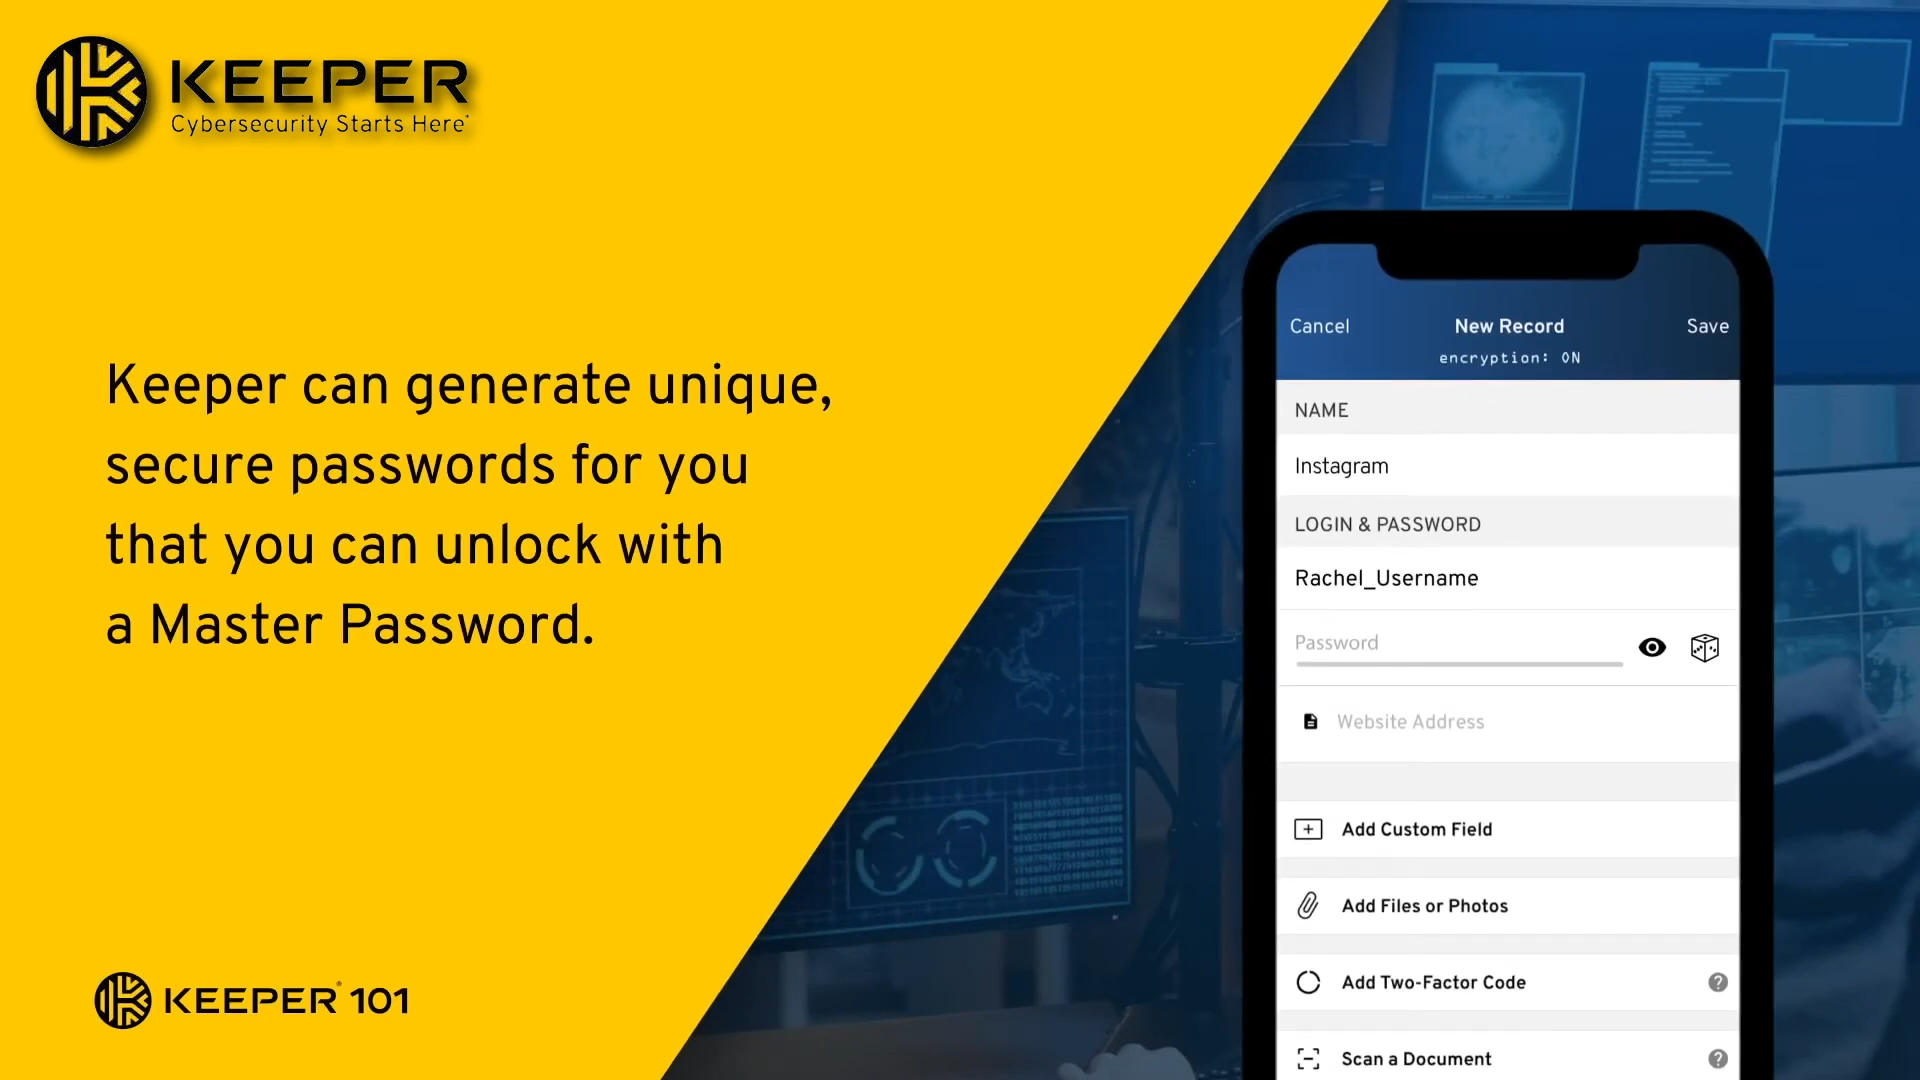 KEEPER
Cybersecurity Starts Here®
Keeper can generate unique,
secure passwords for you
that you can unlock with
a Master Password.
KEEPER® 101
Cancel New Record Save
encryption: ON
NAME
Instagram
LOGIN & PASSWORD
Rachel_Username
Password
Website Address
Add Custom Field
Add Files or Photos
Add Two-Factor Code ?
Scan a Document ?